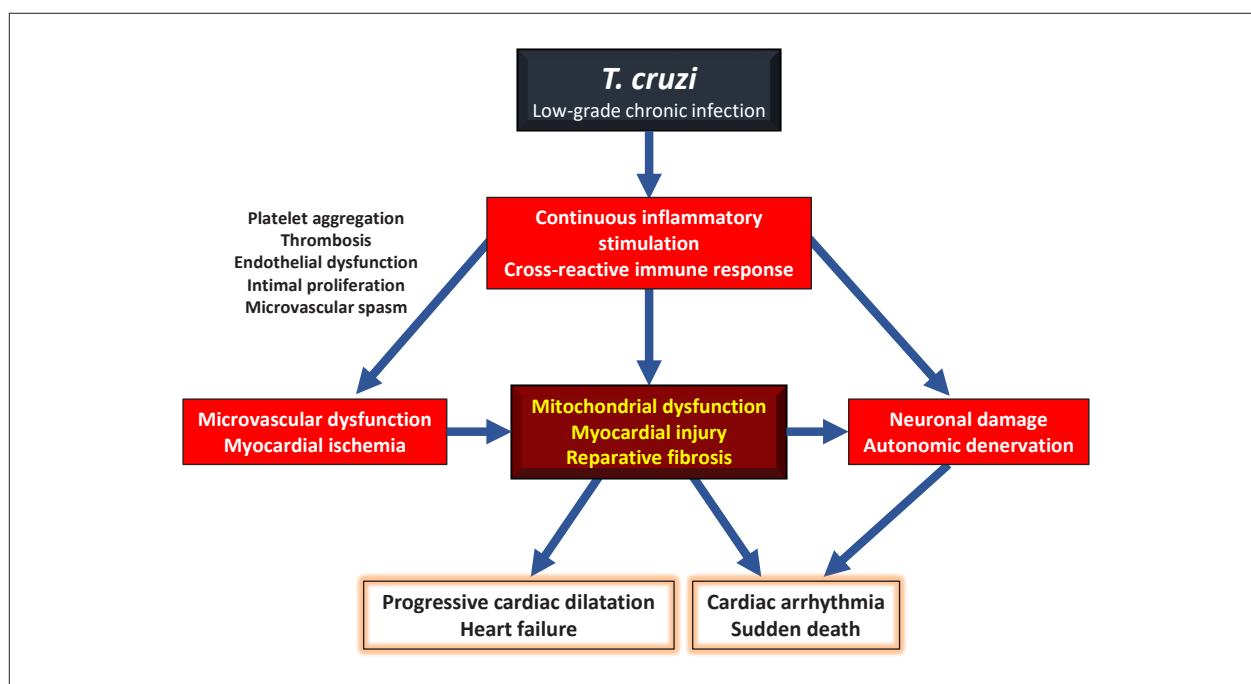 T. cruzi
Low-grade chronic infection
Platelet aggregation
Thrombosis
Endothelial dysfunction
Intimal proliferation
Microvascular spasm
Continuous inflammatory
stimulation
Cross-reactive immune response
Microvascular dysfunction
Myocardial ischemia
Mitochondrial dysfunction
Myocardial injury
Reparative fibrosis
Neuronal damage
Autonomic denervation
Progressive cardiac dilatation
Heart failure
Cardiac arrhythmia
Sudden death